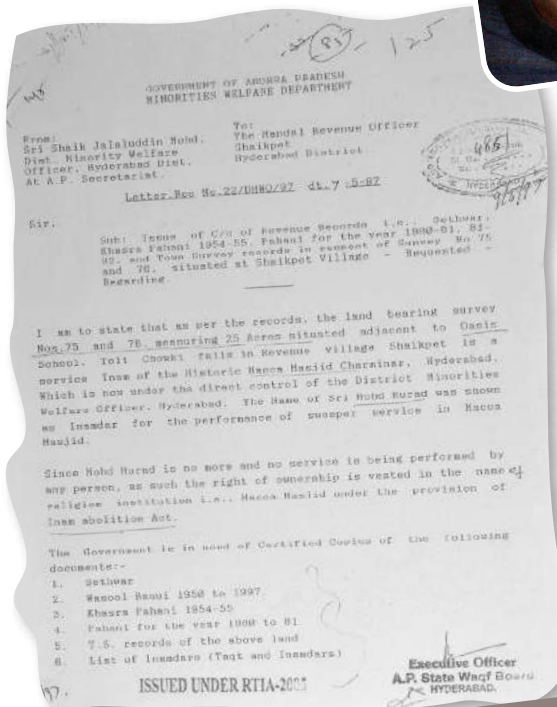 125
GOVERNMENT OF ANDHRA PRADESH
MINORITIES WELFARE DEPARTMENT
From:
Sri Shaik Jalaluddin Mohd.
Dist. Minority Welfare
Officer, Hyderabad Dist.
At A.P. Secretariat.
To:
The Mandal Revenue Officer
Shaikpet
Hyderabad District
465
HYDERABAD
Letter.Roc No.22/DMWO/97 dt.7.5.97
Sir,
Sub: Issue of C/c of Revenue Records i.e., Sethwar,
Khasra Pahani 1954-55, Pahani for the year 1980-81, 81-
92, and Town Survey records in respect of Survey No.75
and 76, situated at Shaikpet Village - Requested -
Regarding.
I am to state that as per the records, the land bearing survey
Nos.75 and 76, measuring 25 Acres situated adjacent to Oasis
School, Toli Chowki falls in Revenue village Shaikpet is a
service Inam of the Historic Macca Masjid Charminar, Hyderabad.
Which is now under the direct control of the District Minorities
Welfare Officer, Hyderabad. The Name of Sri Mohd Murad was shown
as Inamdar for the performance of sweeper service in Macca
Masjid.
Since Mohd Murad is no more and no service is being performed by
any person, as such the right of ownership is vested in the name of
religion institution i.e., Macca Masjid under the provision of
Inam abolition Act.
The Government is in need of Certified Copies of the following
documents:-
1. Sethwar
2. Wasool Baqui 1950 to 1997
3. Khasra Pahani 1954-55
4. Pahani for the year 1980 to 81
5. T.S. records of the above land
6. List of Inamdars (Taqt and Inamdars)
ISSUED UNDER RTIA-2005
Executive Officer
A.P. State Waqf Board
HYDERABAD.